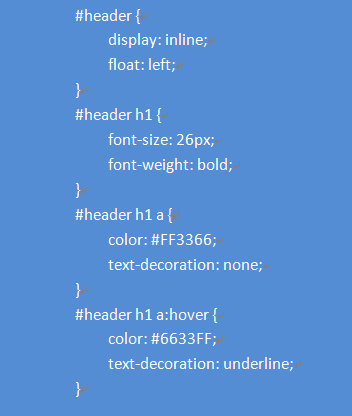 #header {
display: inline;
float: left;
}
#header h1 {
font-size: 26px;
font-weight: bold;
}
#header h1 a {
color: #FF3366;
text-decoration: none;
}
#header h1 a:hover {
color: #6633FF;
text-decoration: underline;
}